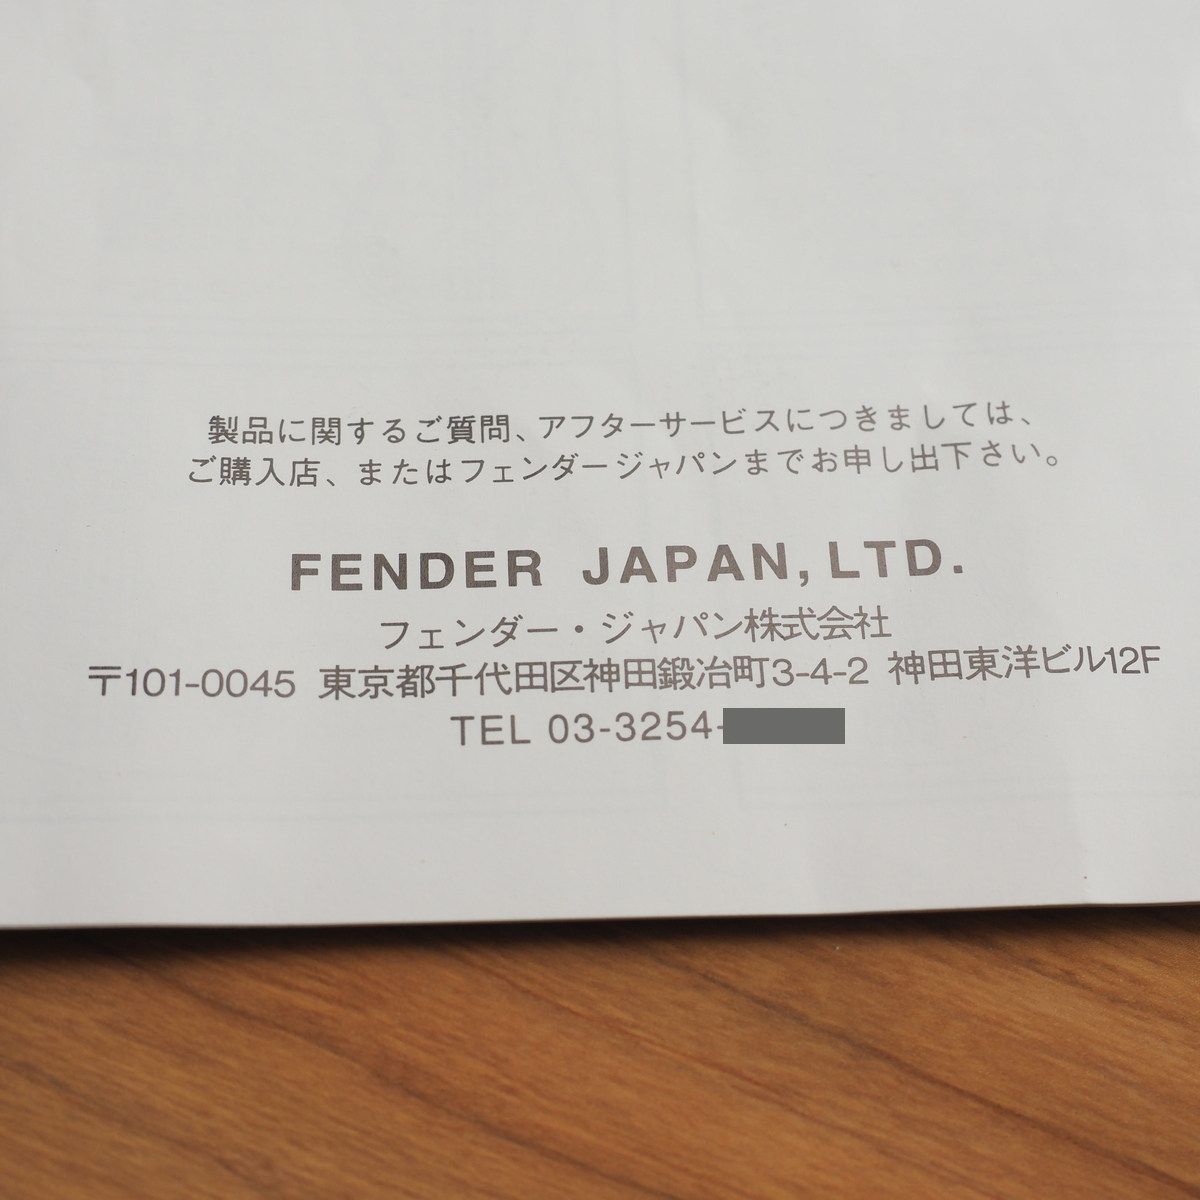 製品に関するご質問、アフターサービスにつきましては、
ご購入店、またはフェンダージャパンまでお申し出下さい。
FENDER JAPAN, LTD.
フェンダー・ジャパン株式会社
〒101-0045 東京都千代田区神田鍛冶町3-4-2 神田東洋ビル12F
TEL 03-3254-